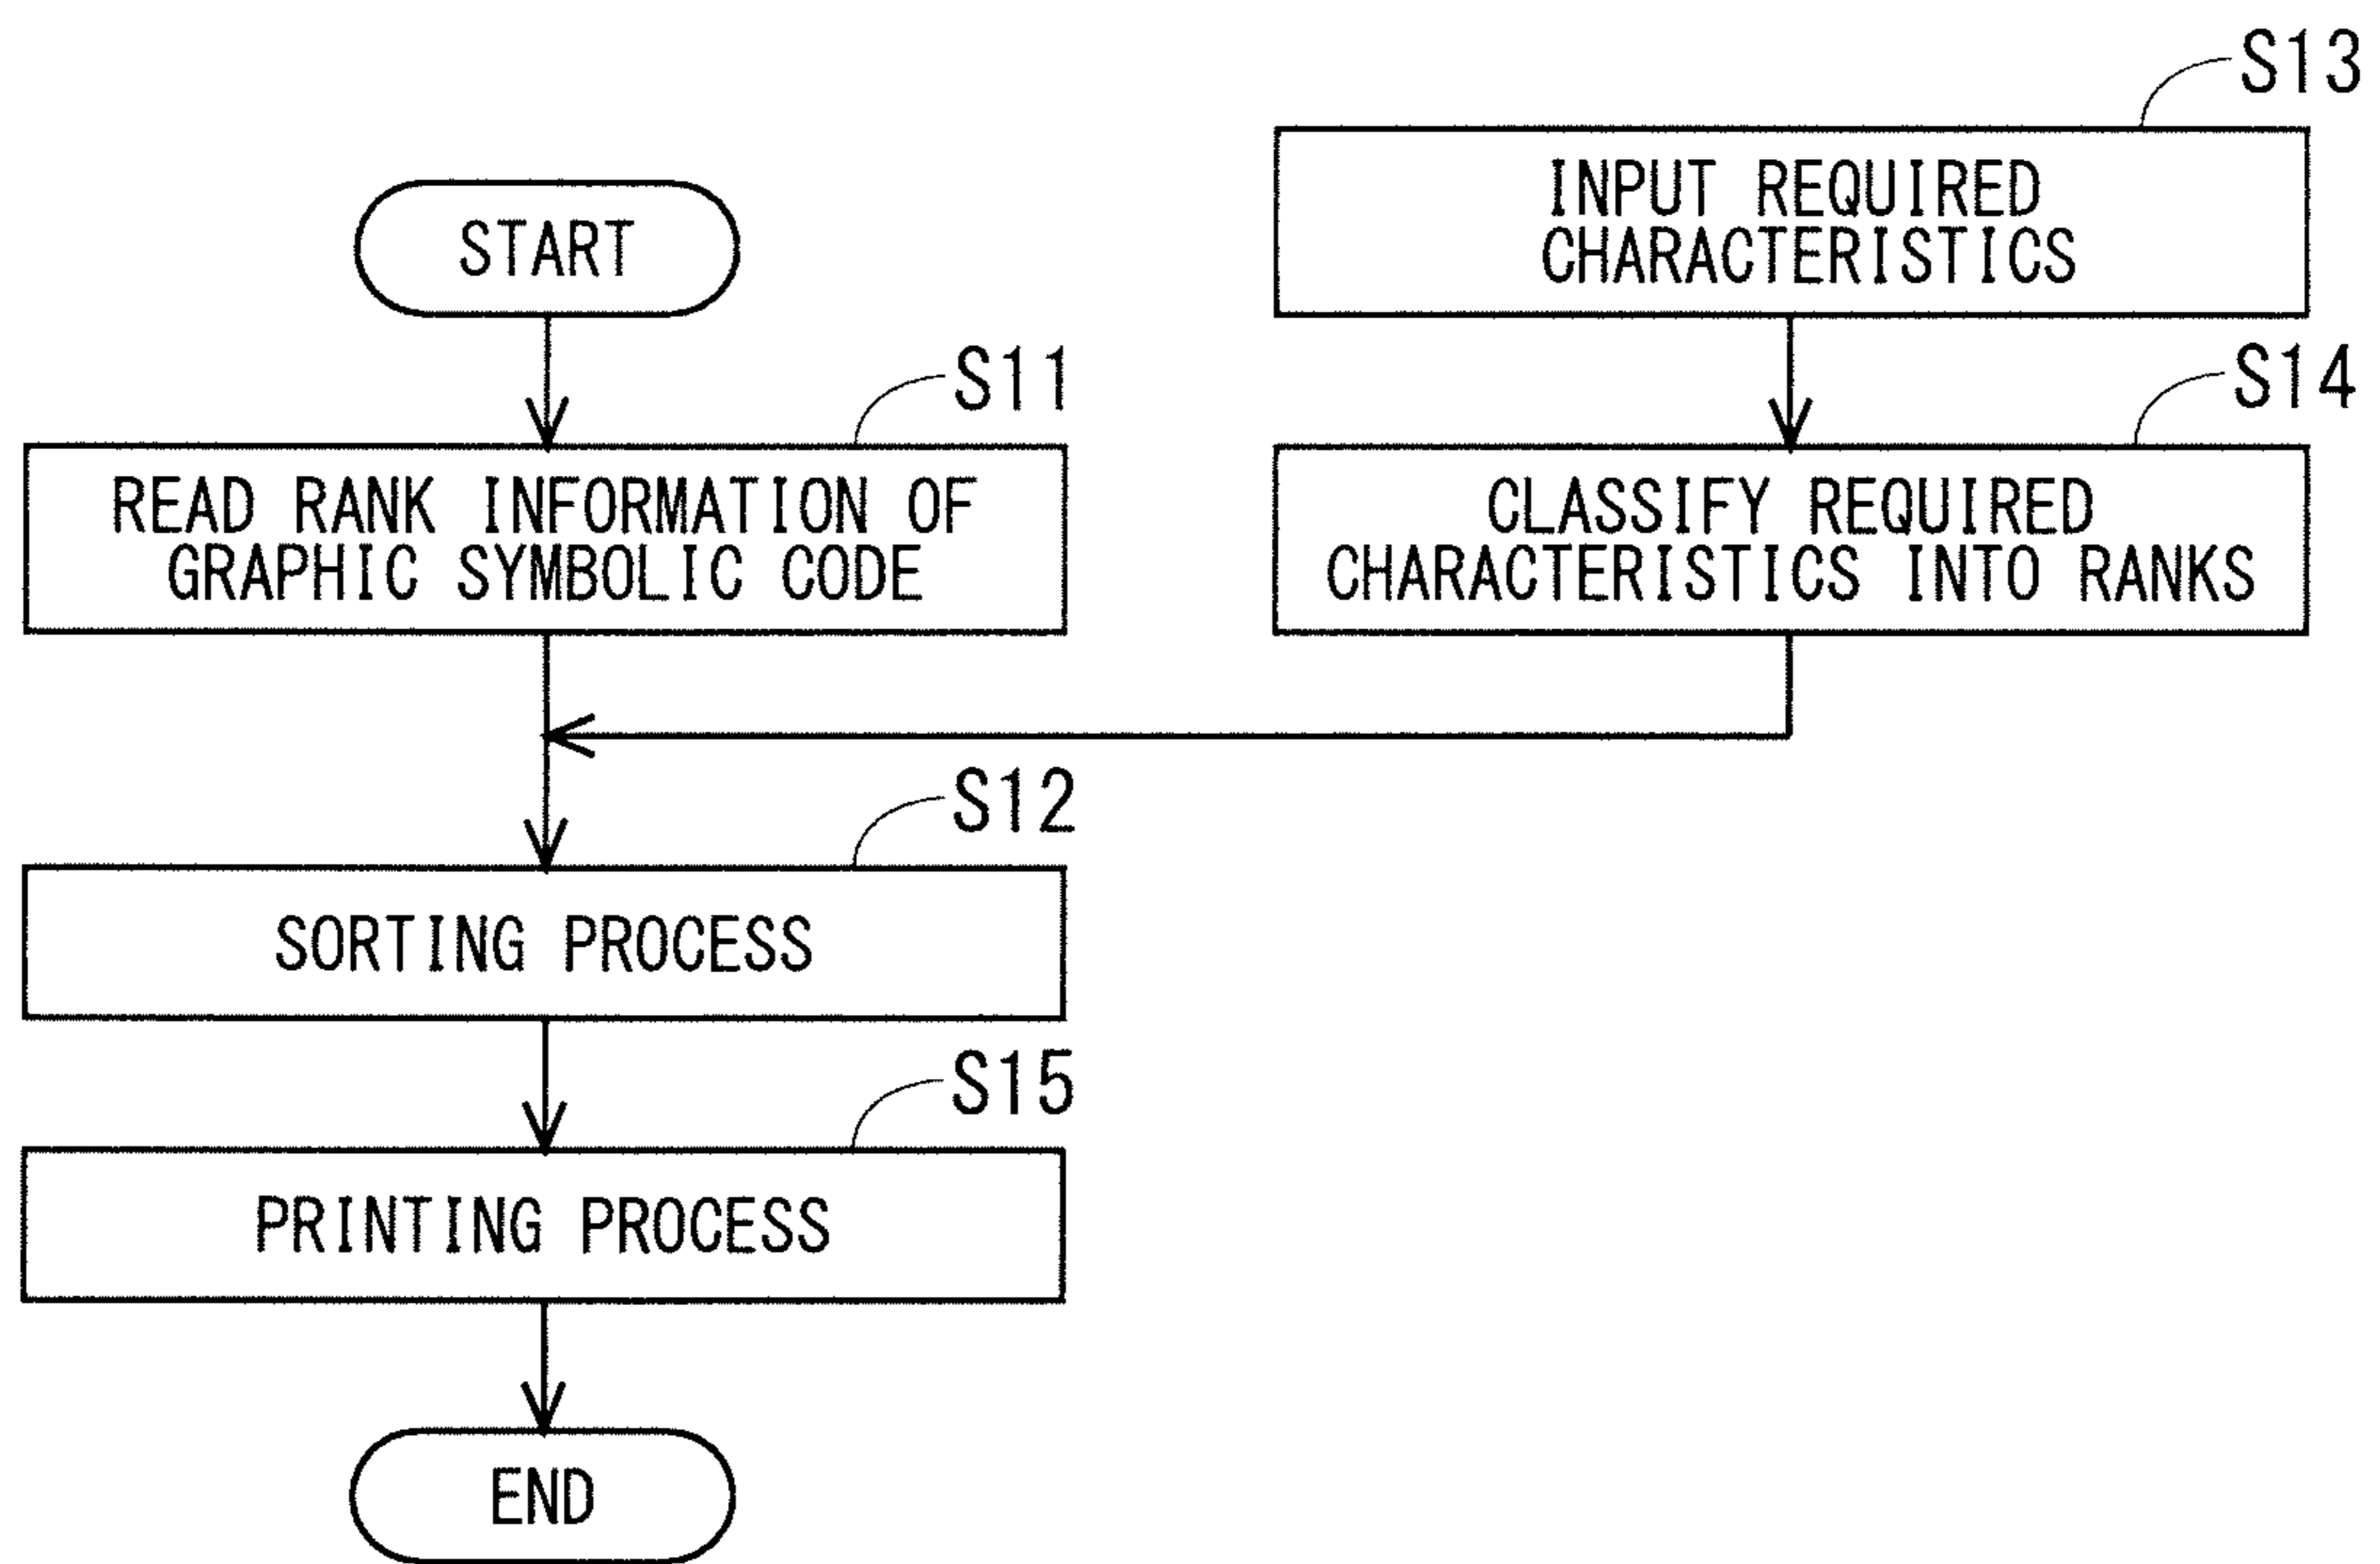 START
S11
READ RANK INFORMATION OF
GRAPHIC SYMBOLIC CODE
S13
INPUT REQUIRED
CHARACTERISTICS
S14
CLASSIFY REQUIRED
CHARACTERISTICS INTO RANKS
S12
SORTING PROCESS
S15
PRINTING PROCESS
END